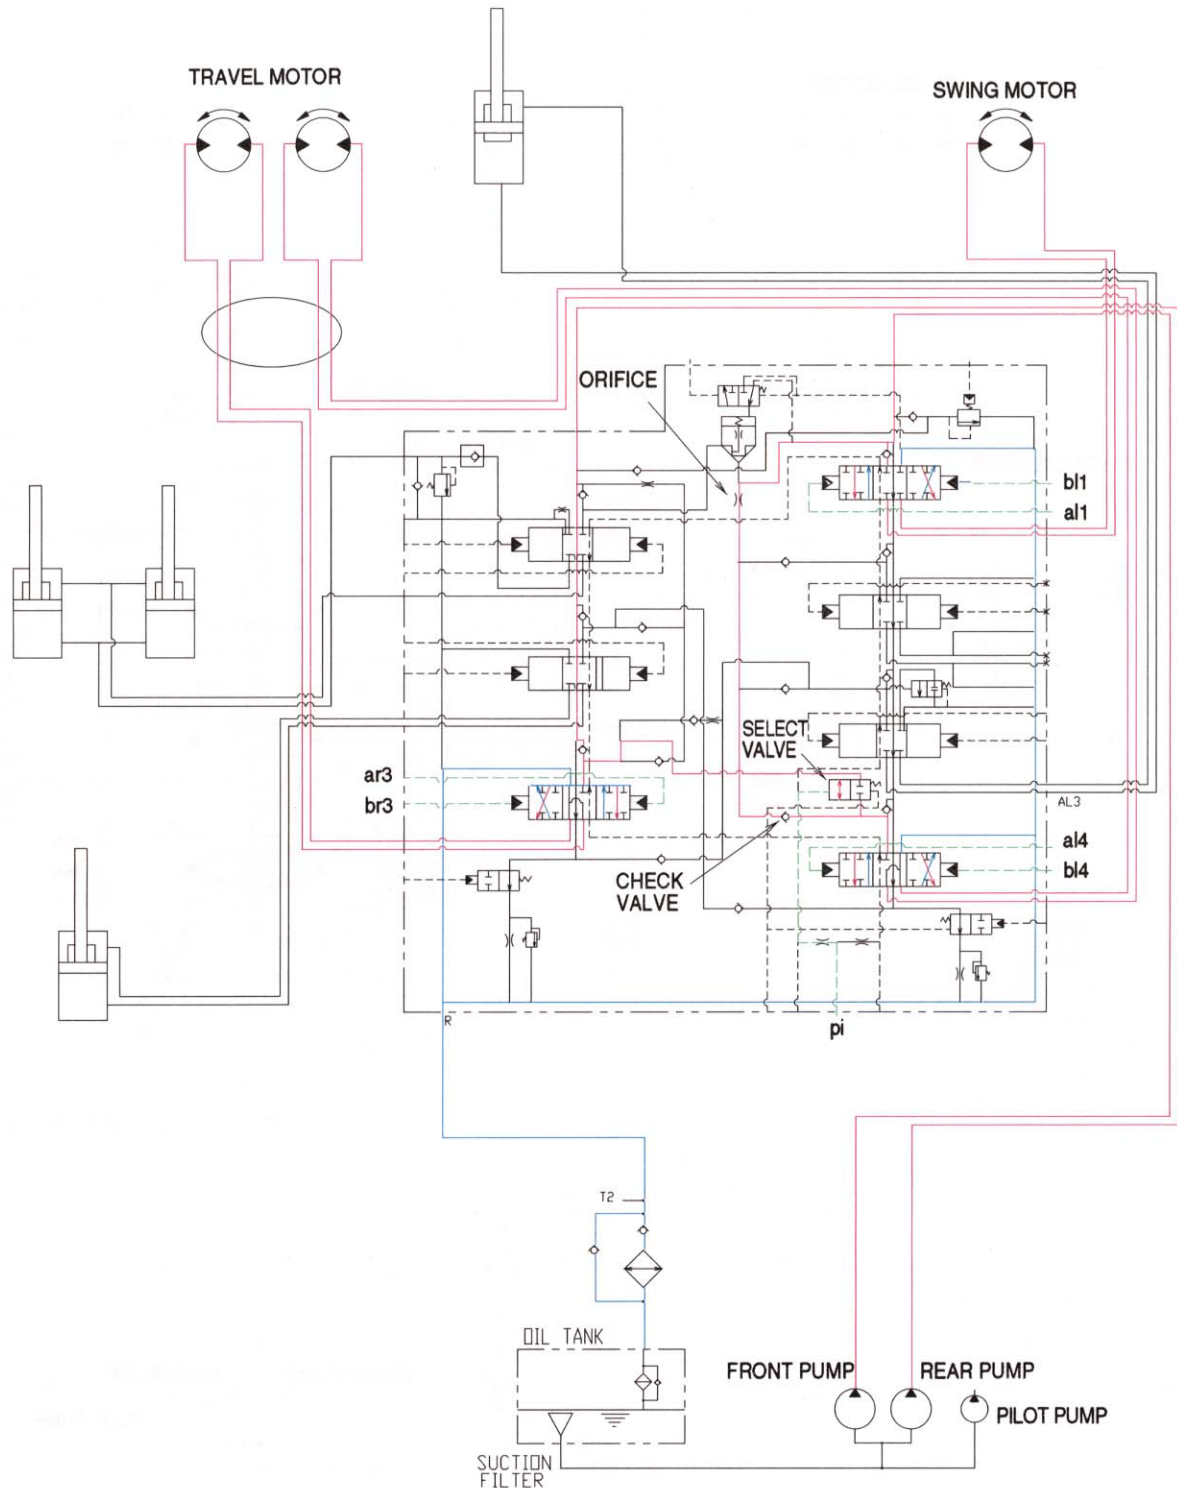 TRAVEL MOTOR
SWING MOTOR
ORIFICE
bl1
al1
SELECT
VALVE
ar3
br3
AL3
al4
bl4
CHECK
VALVE
R
pi
T2
OIL TANK
FRONT PUMP
REAR PUMP
PILOT PUMP
SUCTION
FILTER